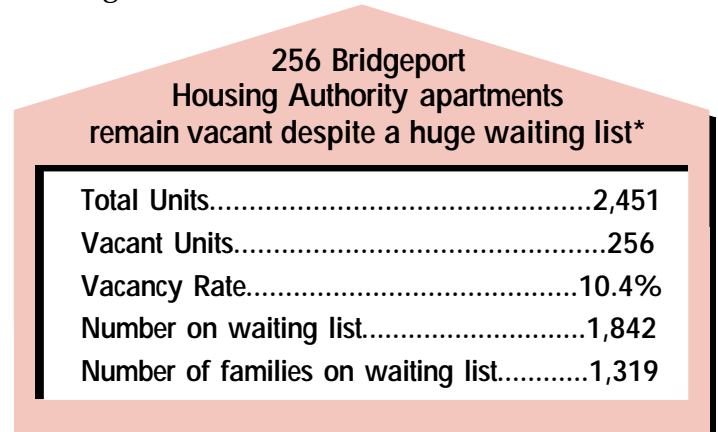 256 Bridgeport
Housing Authority apartments
remain vacant despite a huge waiting list*
Total Units................................................2,451
Vacant Units...............................................256
Vacancy Rate..........................................10.4%
Number on waiting list............................1,842
Number of families on waiting list............1,319